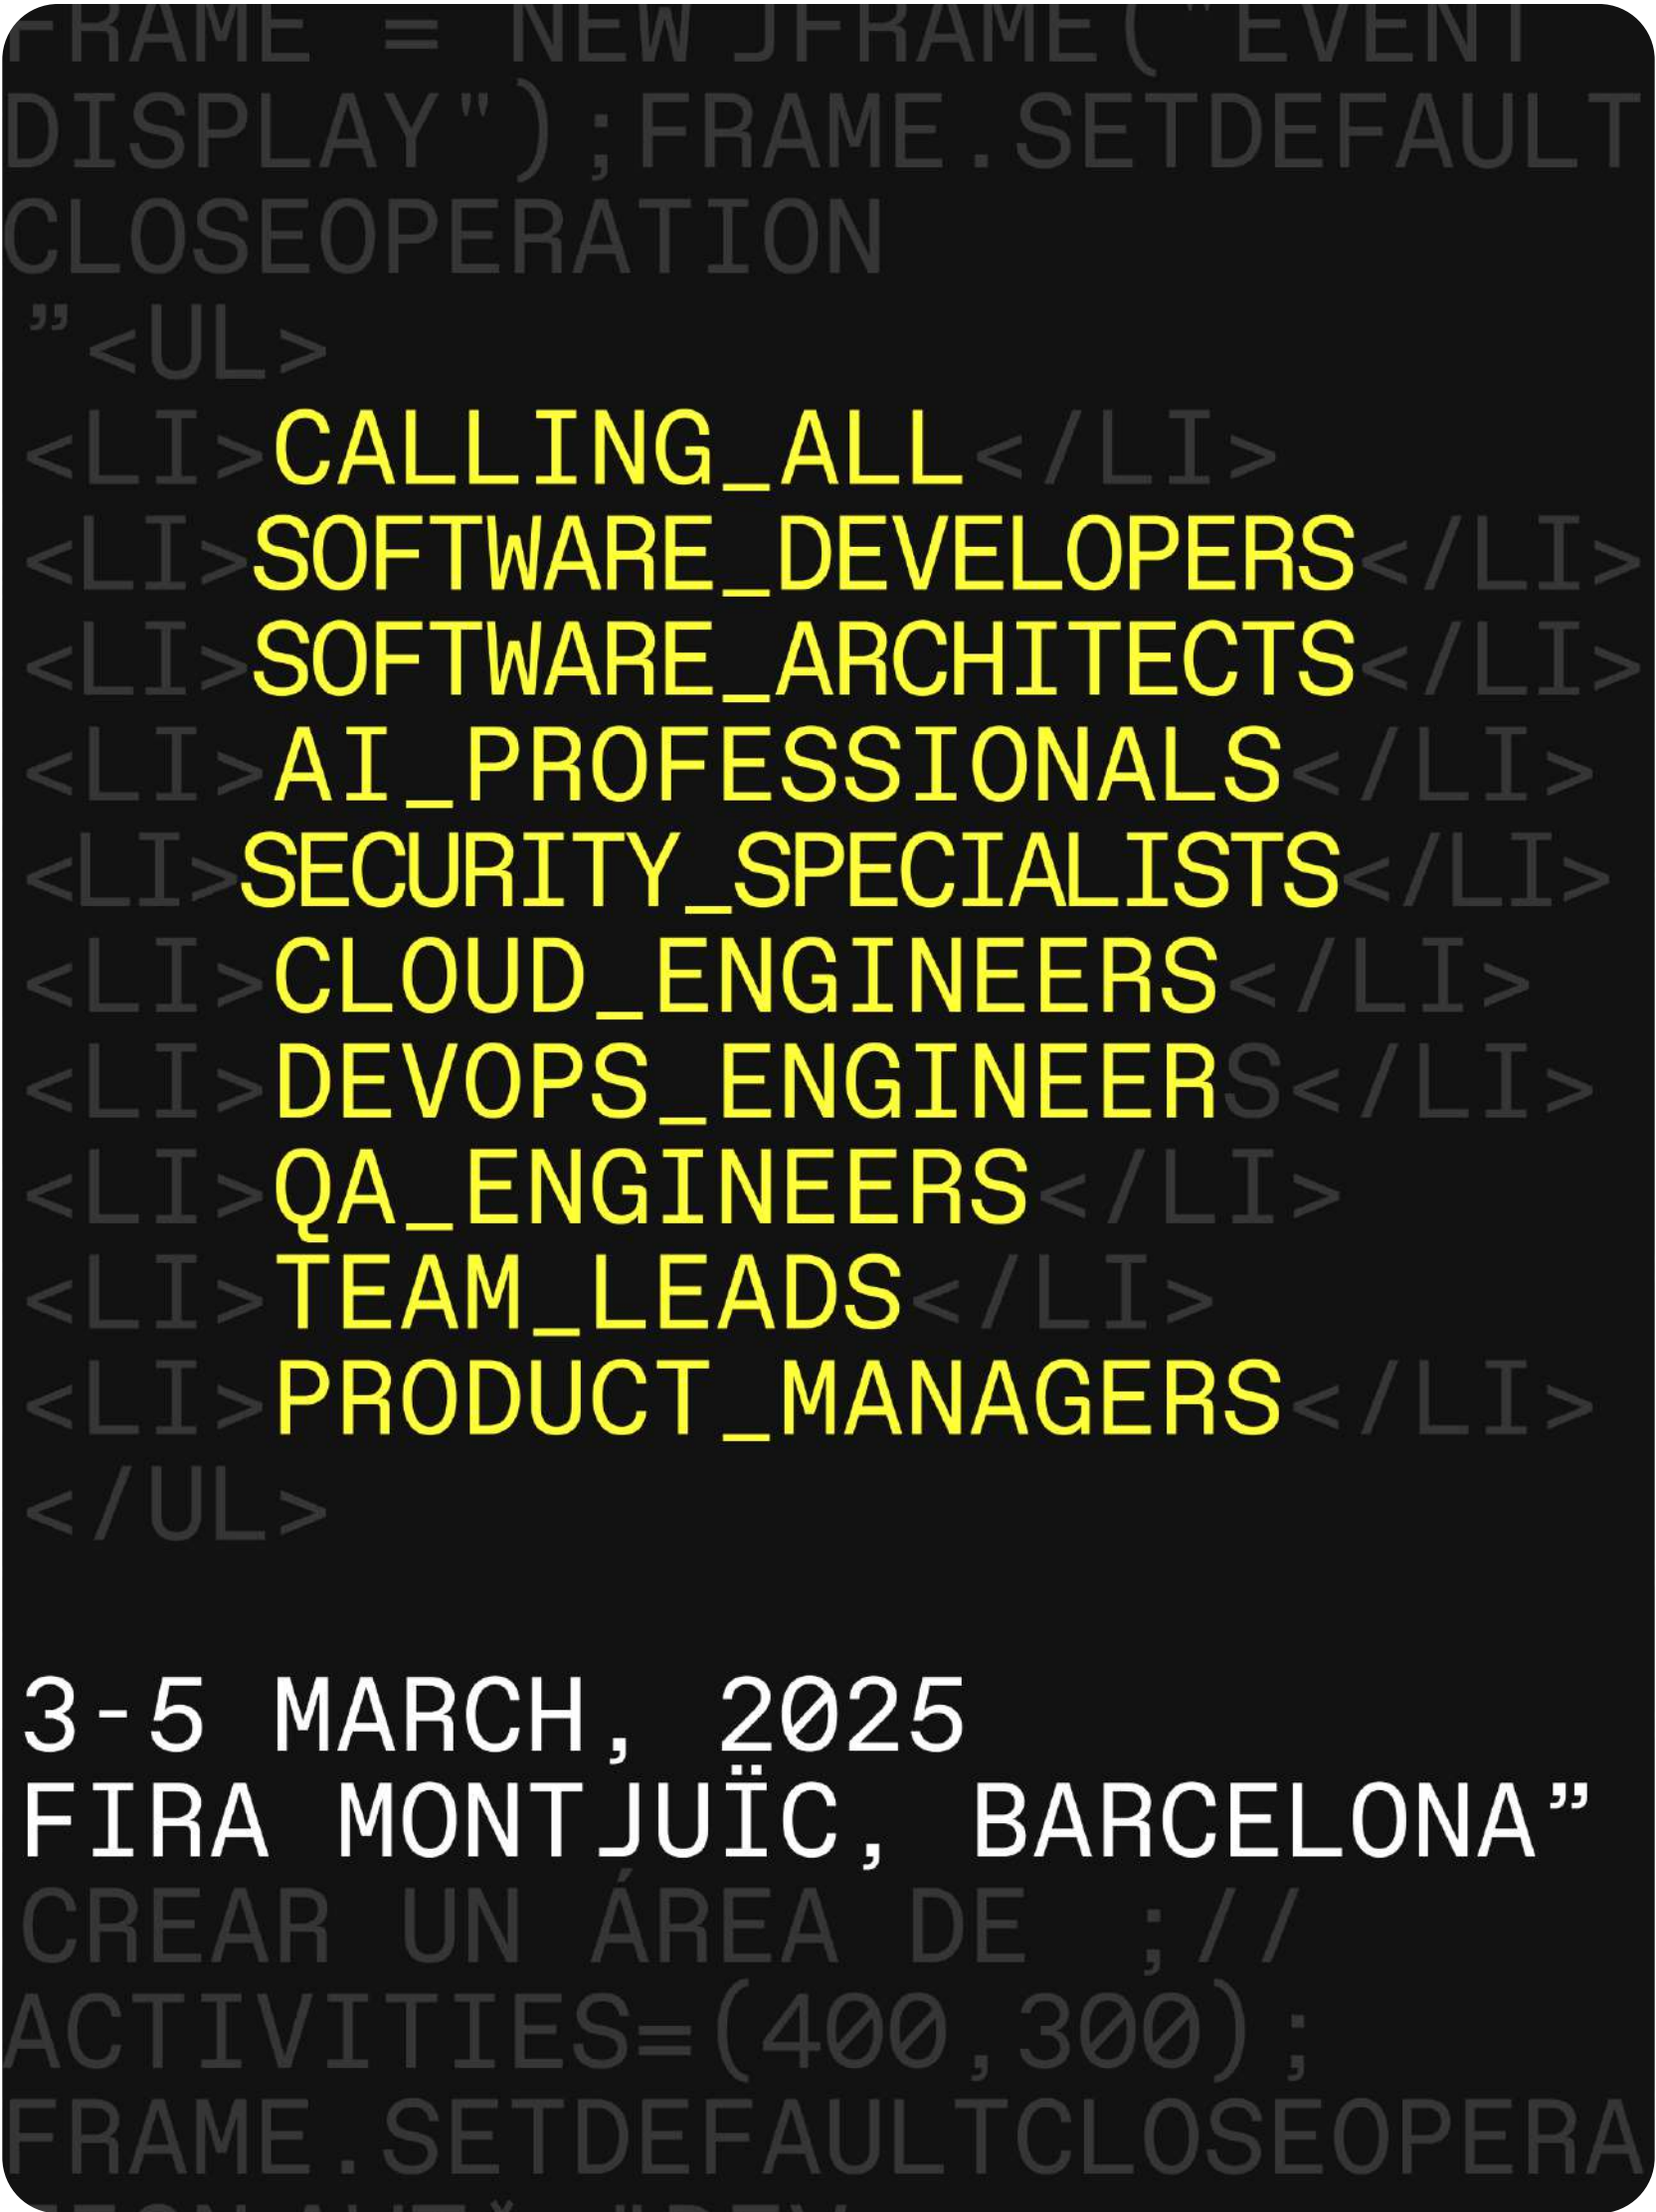 FRAME = NEW JFRAME("EVENT
DISPLAY");FRAME.SETDEFAULT
CLOSEOPERATION
”<UL>
<LI>CALLING_ALL</LI>
<LI>SOFTWARE_DEVELOPERS</LI>
<LI>SOFTWARE_ARCHITECTS</LI>
<LI>AI_PROFESSIONALS</LI>
<LI>SECURITY_SPECIALISTS</LI>
<LI>CLOUD_ENGINEERS</LI>
<LI>DEVOPS_ENGINEERS</LI>
<LI>QA_ENGINEERS</LI>
<LI>TEAM_LEADS</LI>
<LI>PRODUCT_MANAGERS</LI>
</UL>
3-5 MARCH, 2025
FIRA MONTJUÏC, BARCELONA”
CREAR UN ÁREA DE ;//
ACTIVITIES=(400,300);
FRAME.SETDEFAULTCLOSEOPERA